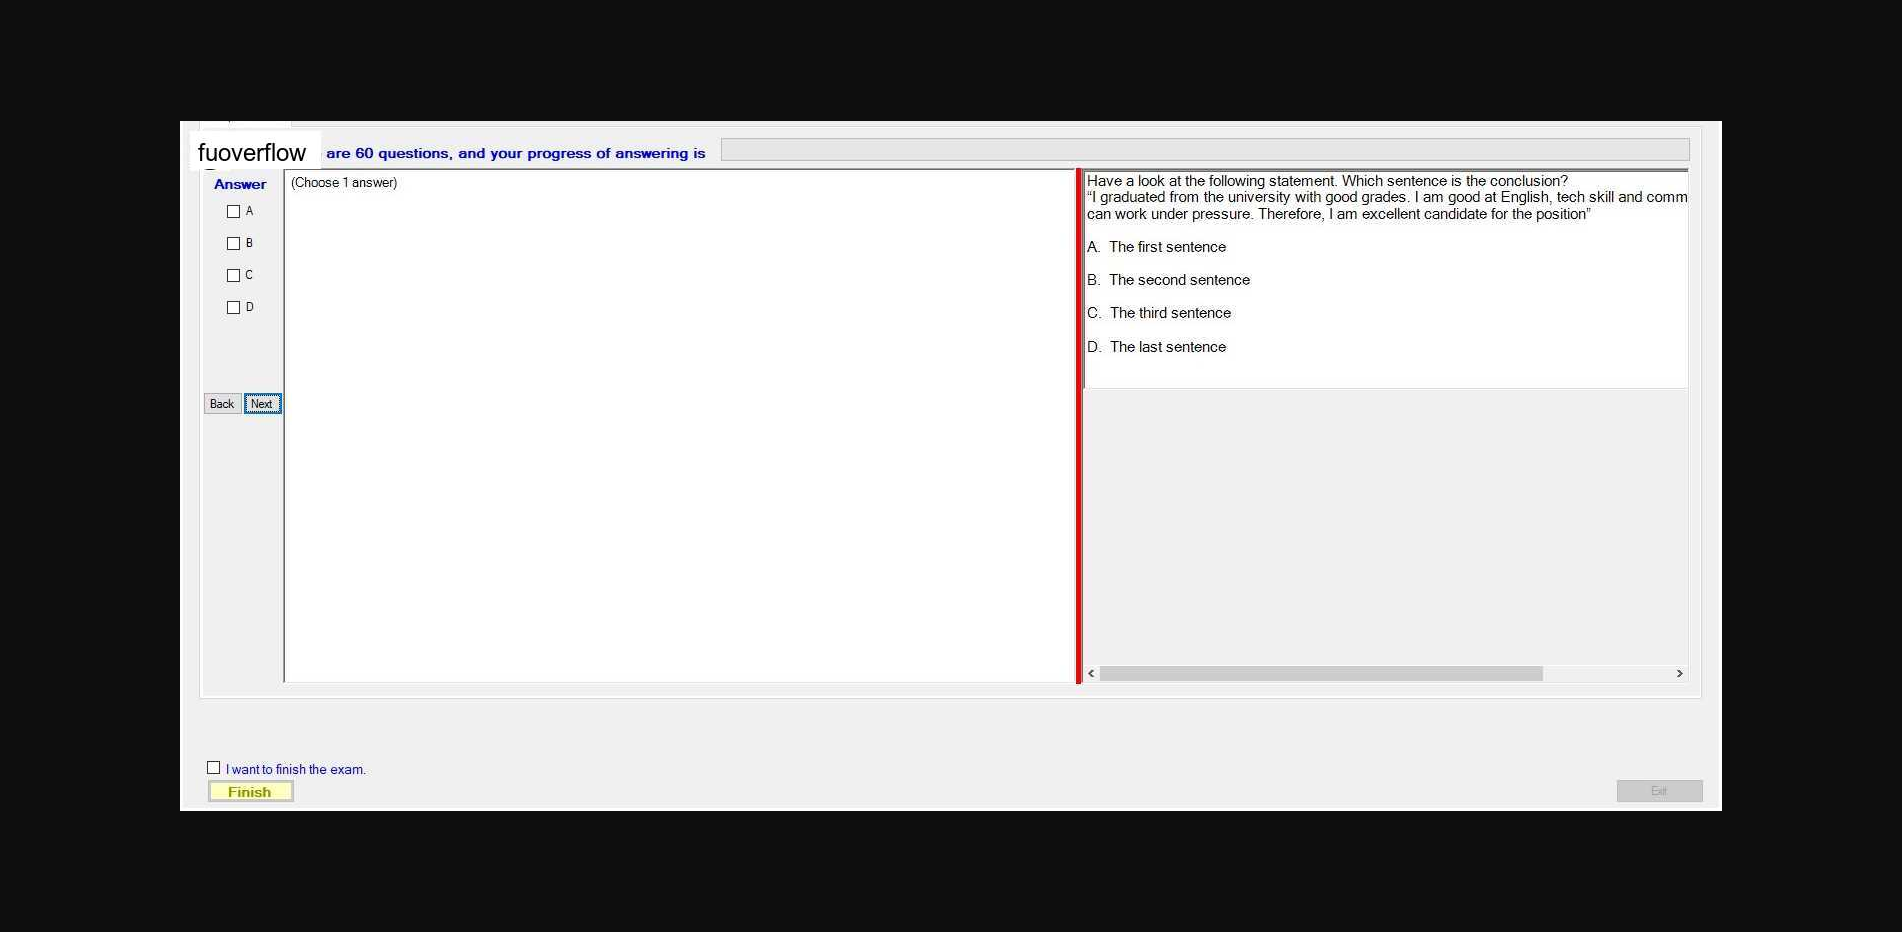 fuoverflow are 60 questions, and your progress of answering is
Answer
(Choose 1 answer)
A
B
C
D
Back Next
Have a look at the following statement. Which sentence is the conclusion?
“I graduated from the university with good grades. I am good at English, tech skill and comm
can work under pressure. Therefore, I am excellent candidate for the position”
A. The first sentence
B. The second sentence
C. The third sentence
D. The last sentence
I want to finish the exam.
Finish
Exit